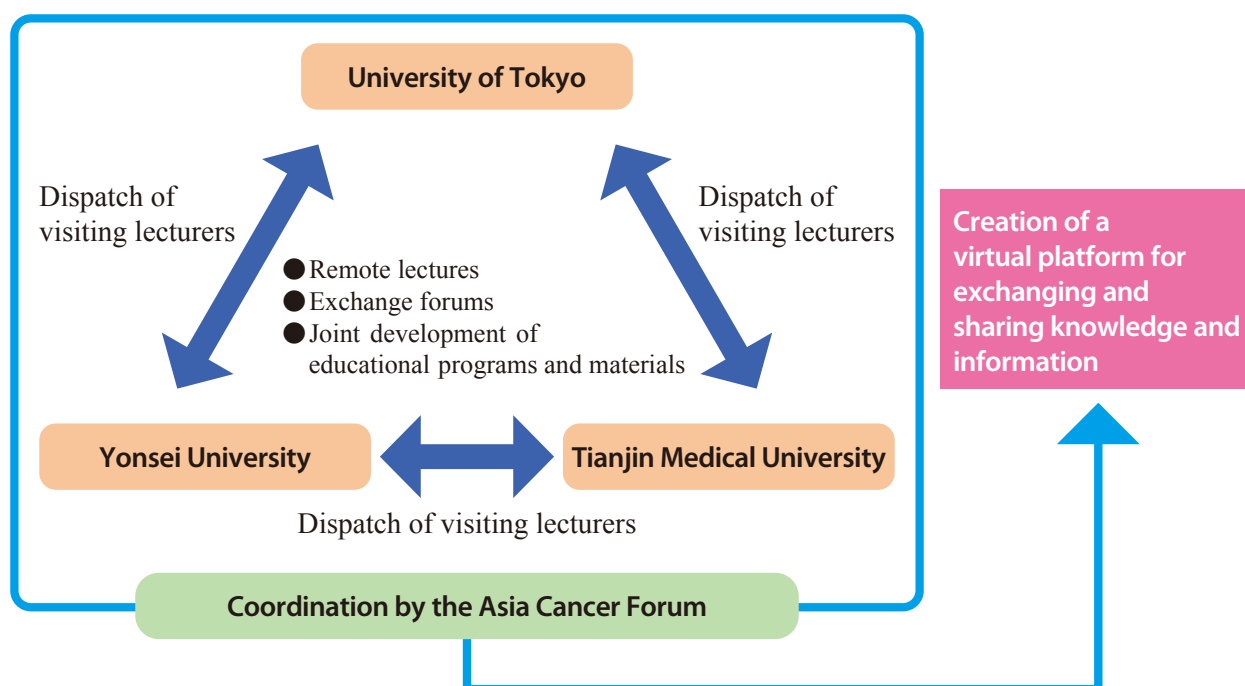 University of Tokyo
Dispatch of
visiting lecturers
Dispatch of
visiting lecturers
● Remote lectures
● Exchange forums
● Joint development of
educational programs and materials
Creation of a
virtual platform for
exchanging and
sharing knowledge and
information
Yonsei University
Tianjin Medical University
Dispatch of visiting lecturers
Coordination by the Asia Cancer Forum